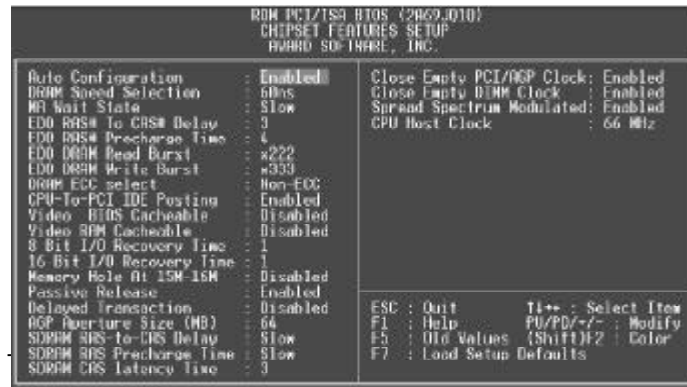 ROM PCI/ISA BIOS (2A69JQ1Q)
CHIPSET FEATURES SETUP
AWARD SOFTWARE, INC.
Auto Configuration : Enabled
DRAM Speed Selection : 60ns
MA Wait State : Slow
EDO RAS# To CAS# Delay : 3
EDO RAS# Precharge Time : 4
EDO DRAM Read Burst : x222
EDO DRAM Write Burst : x333
DRAM ECC select : Non-ECC
CPU-To-PCI IDE Posting : Enabled
Video BIOS Cacheable : Disabled
Video RAM Cacheable : Disabled
8 Bit I/O Recovery Time : 1
16 Bit I/O Recovery Time : 1
Memory Hole At 15M-16M : Disabled
Passive Release : Enabled
Delayed Transaction : Disabled
AGP Aperture Size (MB) : 64
SDRAM RAS-to-CAS Delay : Slow
SDRAM RAS Precharge Time : Slow
SDRAM CAS latency Time : 3
Close Empty PCI/AGP Clock: Enabled
Close Empty DIMM Clock : Enabled
Spread Spectrum Modulated: Enabled
CPU Host Clock : 66 MHz
ESC : Quit ↑↓→← : Select Item
F1 : Help PU/PD/+/- : Modify
F5 : Old Values (Shift)F2 : Color
F7 : Load Setup Defaults